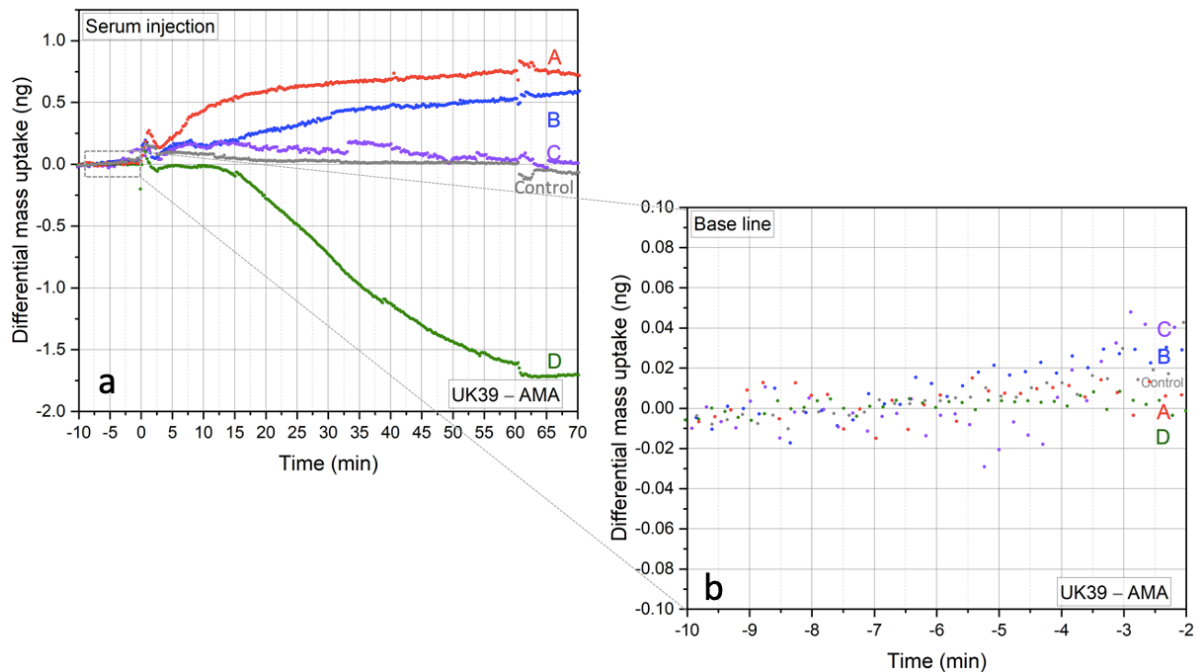 Serum injection
Differential mass uptake (ng)
1.0
0.5
0.0
-0.5
-1.0
-1.5
-2.0
A
B
C
Control
D
a
UK39 – AMA
-10 -5 0 5 10 15 20 25 30 35 40 45 50 55 60 65 70
Time (min)
Base line
Differential mass uptake (ng)
0.10
0.08
0.06
0.04
0.02
0.00
-0.02
-0.04
-0.06
-0.08
-0.10
C
B
Control
A
D
b
UK39 – AMA
-10 -9 -8 -7 -6 -5 -4 -3 -2
Time (min)